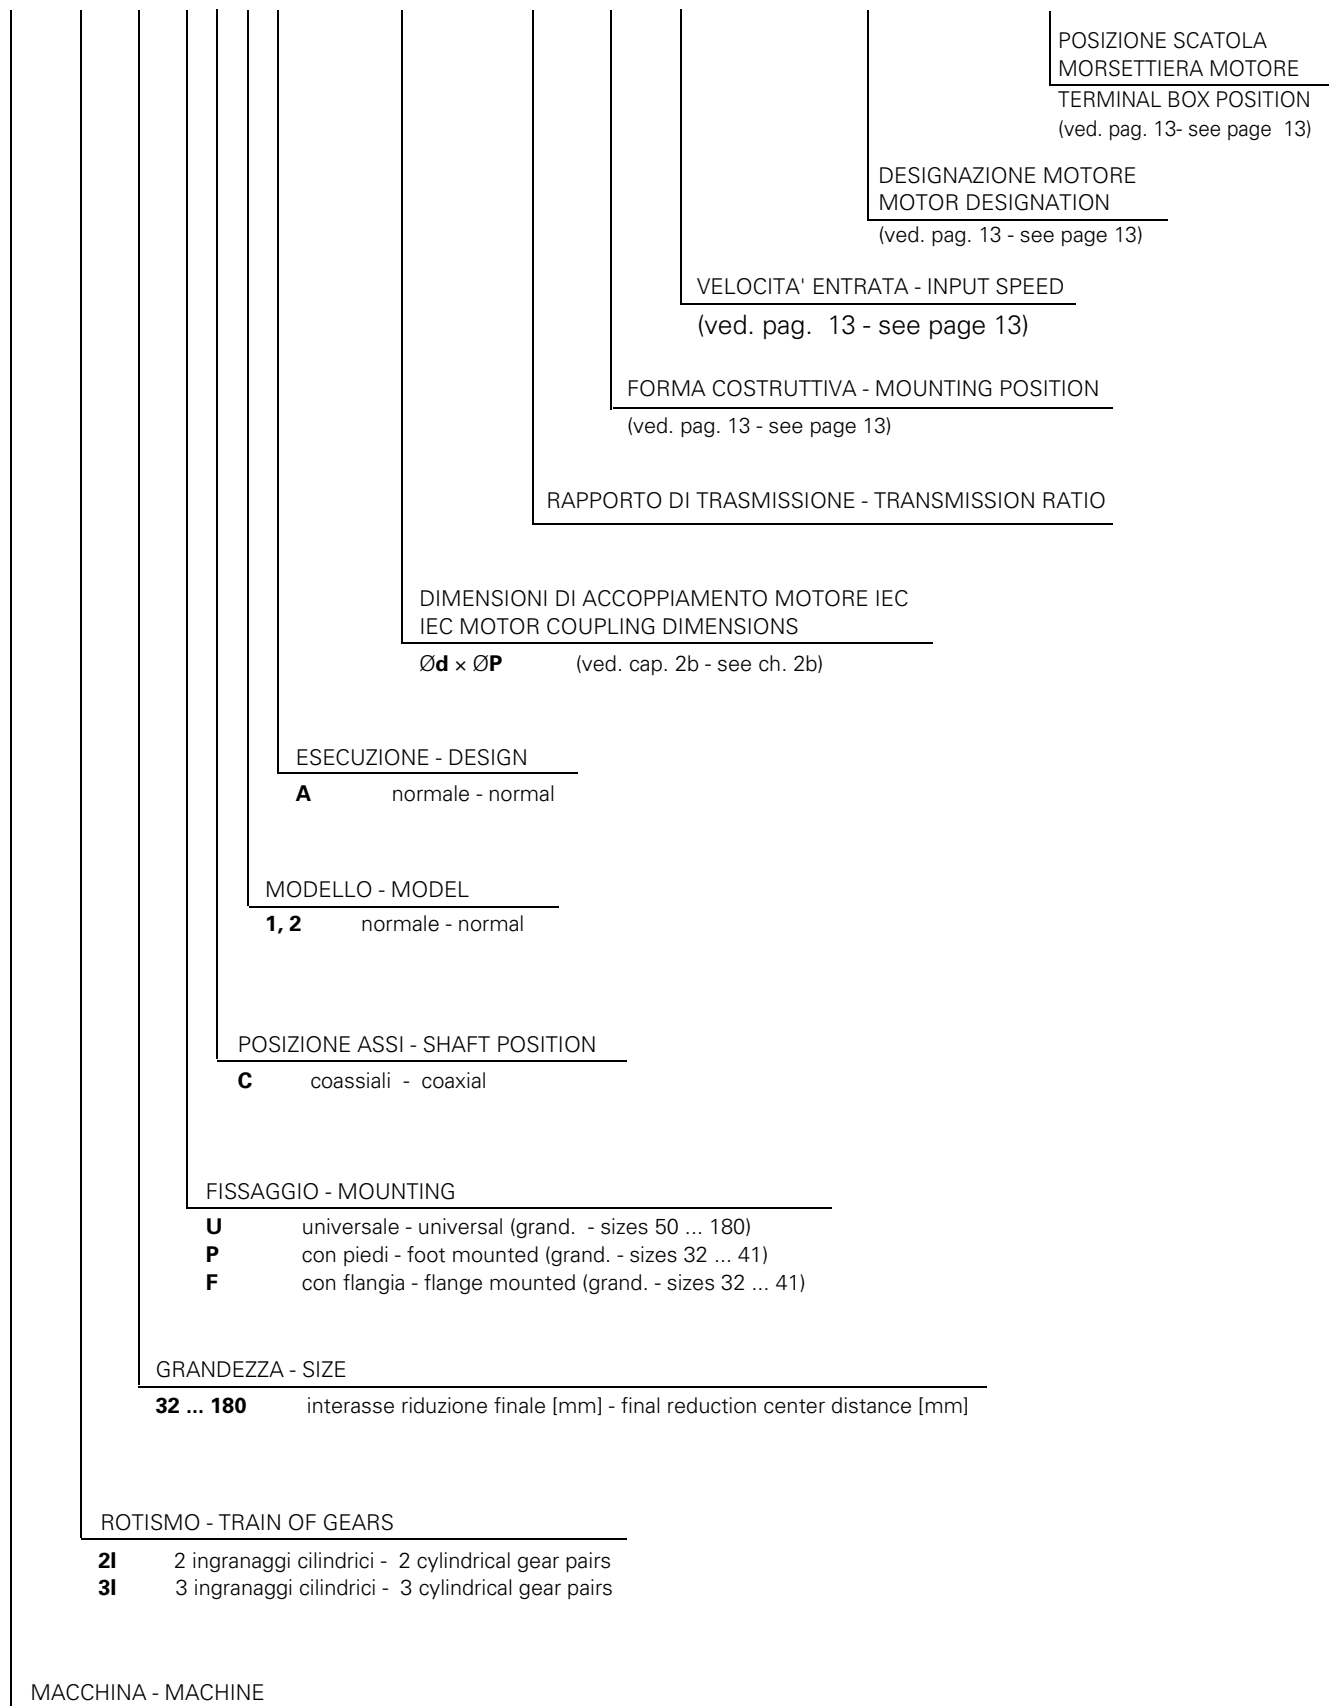 POSIZIONE SCATOLA
MORSETTIERA MOTORE
TERMINAL BOX POSITION
(ved. pag. 13- see page 13)
DESIGNAZIONE MOTORE
MOTOR DESIGNATION
(ved. pag. 13 - see page 13)
VELOCITA' ENTRATA - INPUT SPEED
(ved. pag. 13 - see page 13)
FORMA COSTRUTTIVA - MOUNTING POSITION
(ved. pag. 13 - see page 13)
RAPPORTO DI TRASMISSIONE - TRANSMISSION RATIO
DIMENSIONI DI ACCOPPIAMENTO MOTORE IEC
IEC MOTOR COUPLING DIMENSIONS
Ød × ØP (ved. cap. 2b - see ch. 2b)
ESECUZIONE - DESIGN
A normale - normal
MODELLO - MODEL
1, 2 normale - normal
POSIZIONE ASSI - SHAFT POSITION
C coassiali - coaxial
FISSAGGIO - MOUNTING
U universale - universal (grand. - sizes 50 ... 180)
P con piedi - foot mounted (grand. - sizes 32 ... 41)
F con flangia - flange mounted (grand. - sizes 32 ... 41)
GRANDEZZA - SIZE
32 ... 180 interasse riduzione finale [mm] - final reduction center distance [mm]
ROTISMO - TRAIN OF GEARS
2I 2 ingranaggi cilindrici - 2 cylindrical gear pairs
3I 3 ingranaggi cilindrici - 3 cylindrical gear pairs
MACCHINA - MACHINE